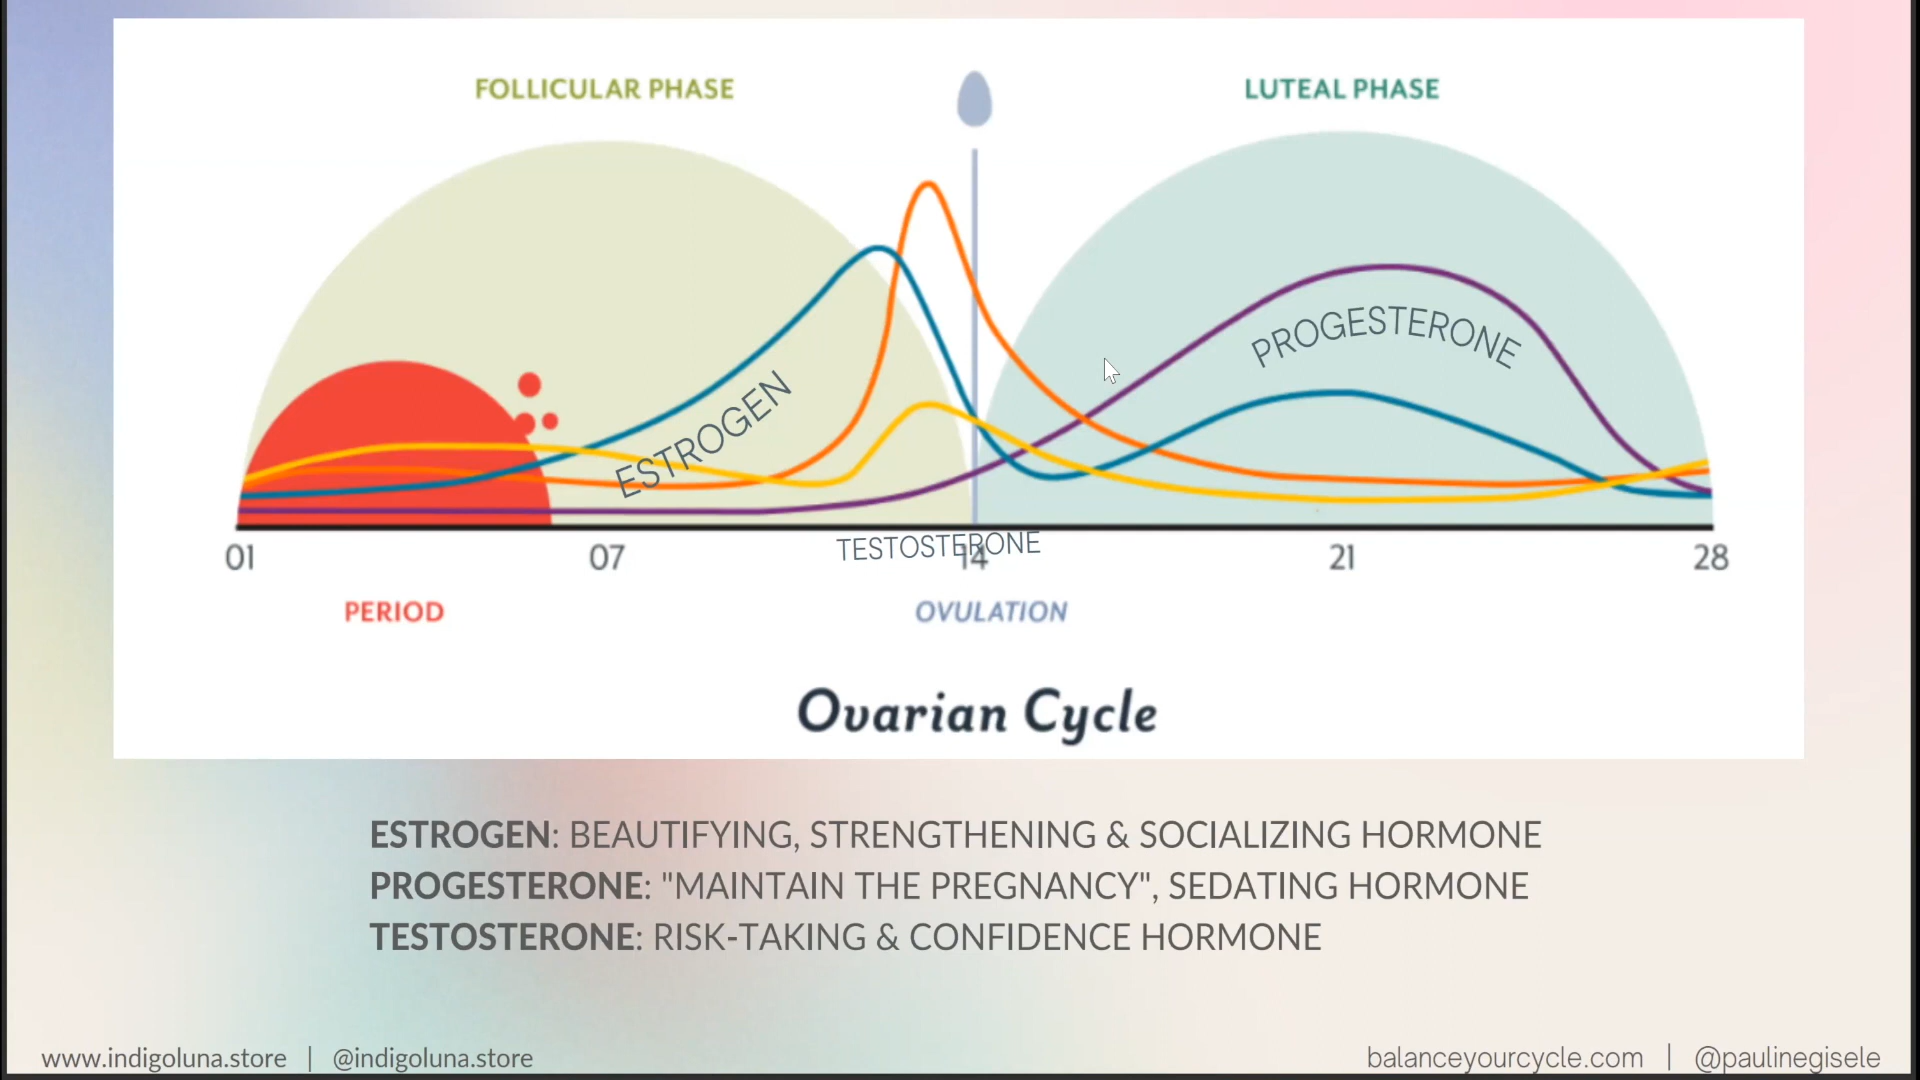 FOLLICULAR PHASE
LUTEAL PHASE
ESTROGEN
PROGESTERONE
TESTOSTERONE
01 07 14 21 28
PERIOD
OVULATION
Ovarian Cycle
ESTROGEN: BEAUTIFYING, STRENGTHENING & SOCIALIZING HORMONE
PROGESTERONE: "MAINTAIN THE PREGNANCY", SEDATING HORMONE
TESTOSTERONE: RISK-TAKING & CONFIDENCE HORMONE
www.indigoluna.store | @indigoluna.store
balanceyourcycle.com | @paulinegisele